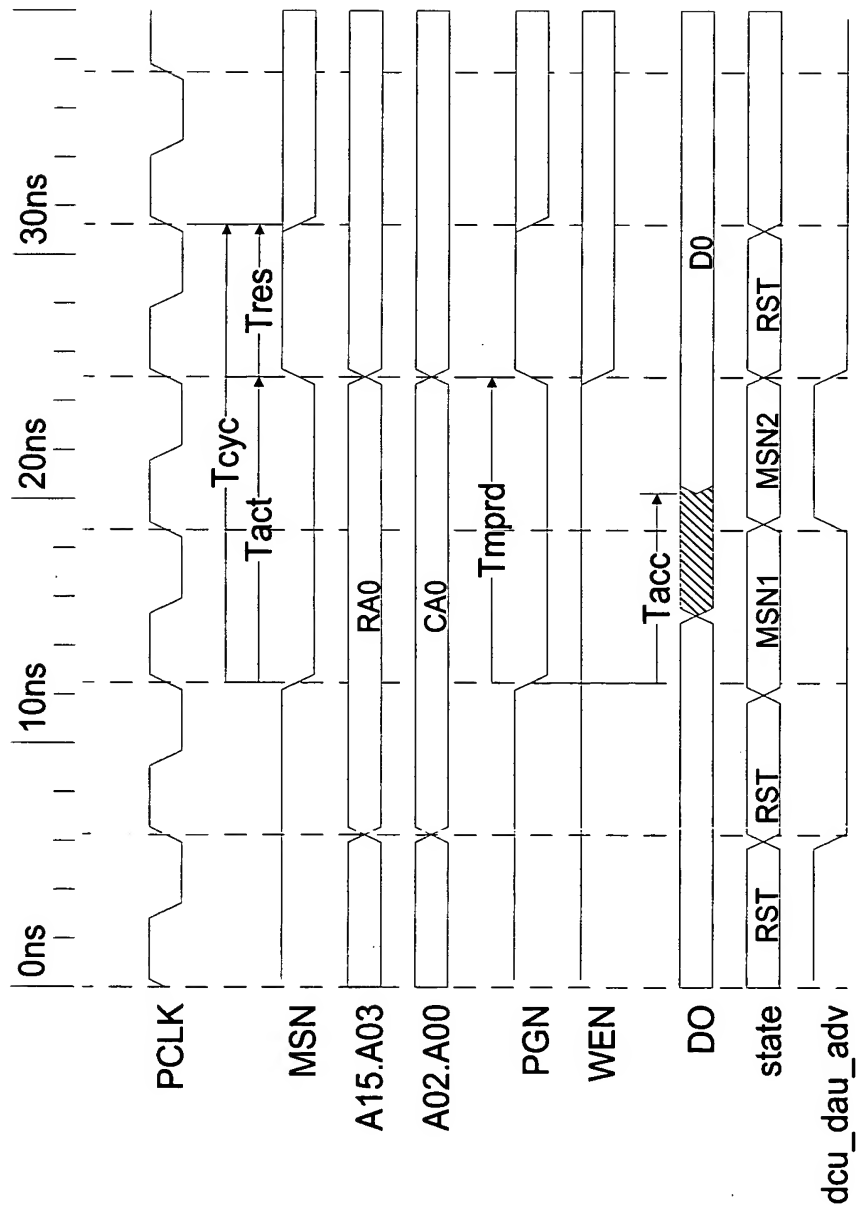 0ns 10ns 20ns 30ns
PCLK
Tcyc
Tact Tres
MSN
A15.A03 RA0
A02.A00 CA0
Tmprd
PGN
WEN
Tacc
DO D0
state RST RST MSN1 MSN2 RST
dcu_dau_adv